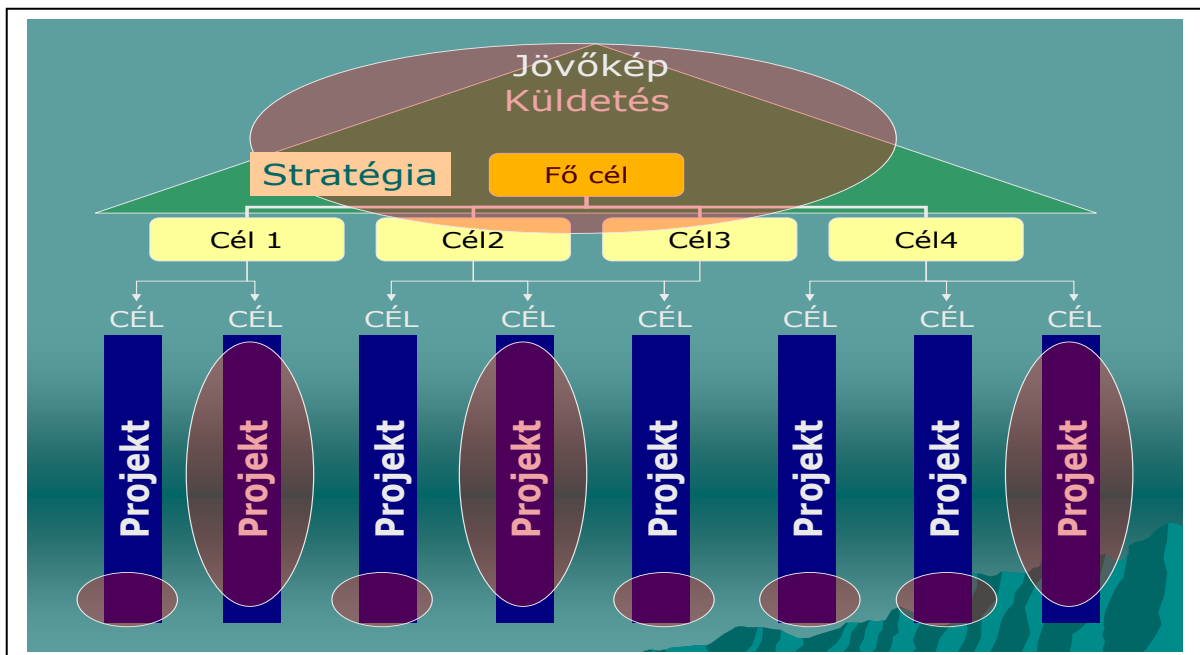 Jövőkép
Küldetés
Stratégia
Fő cél
Cél 1
Cél2
Cél3
Cél4
CÉL
CÉL
CÉL
CÉL
CÉL
CÉL
CÉL
CÉL
Projekt
Projekt
Projekt
Projekt
Projekt
Projekt
Projekt
Projekt